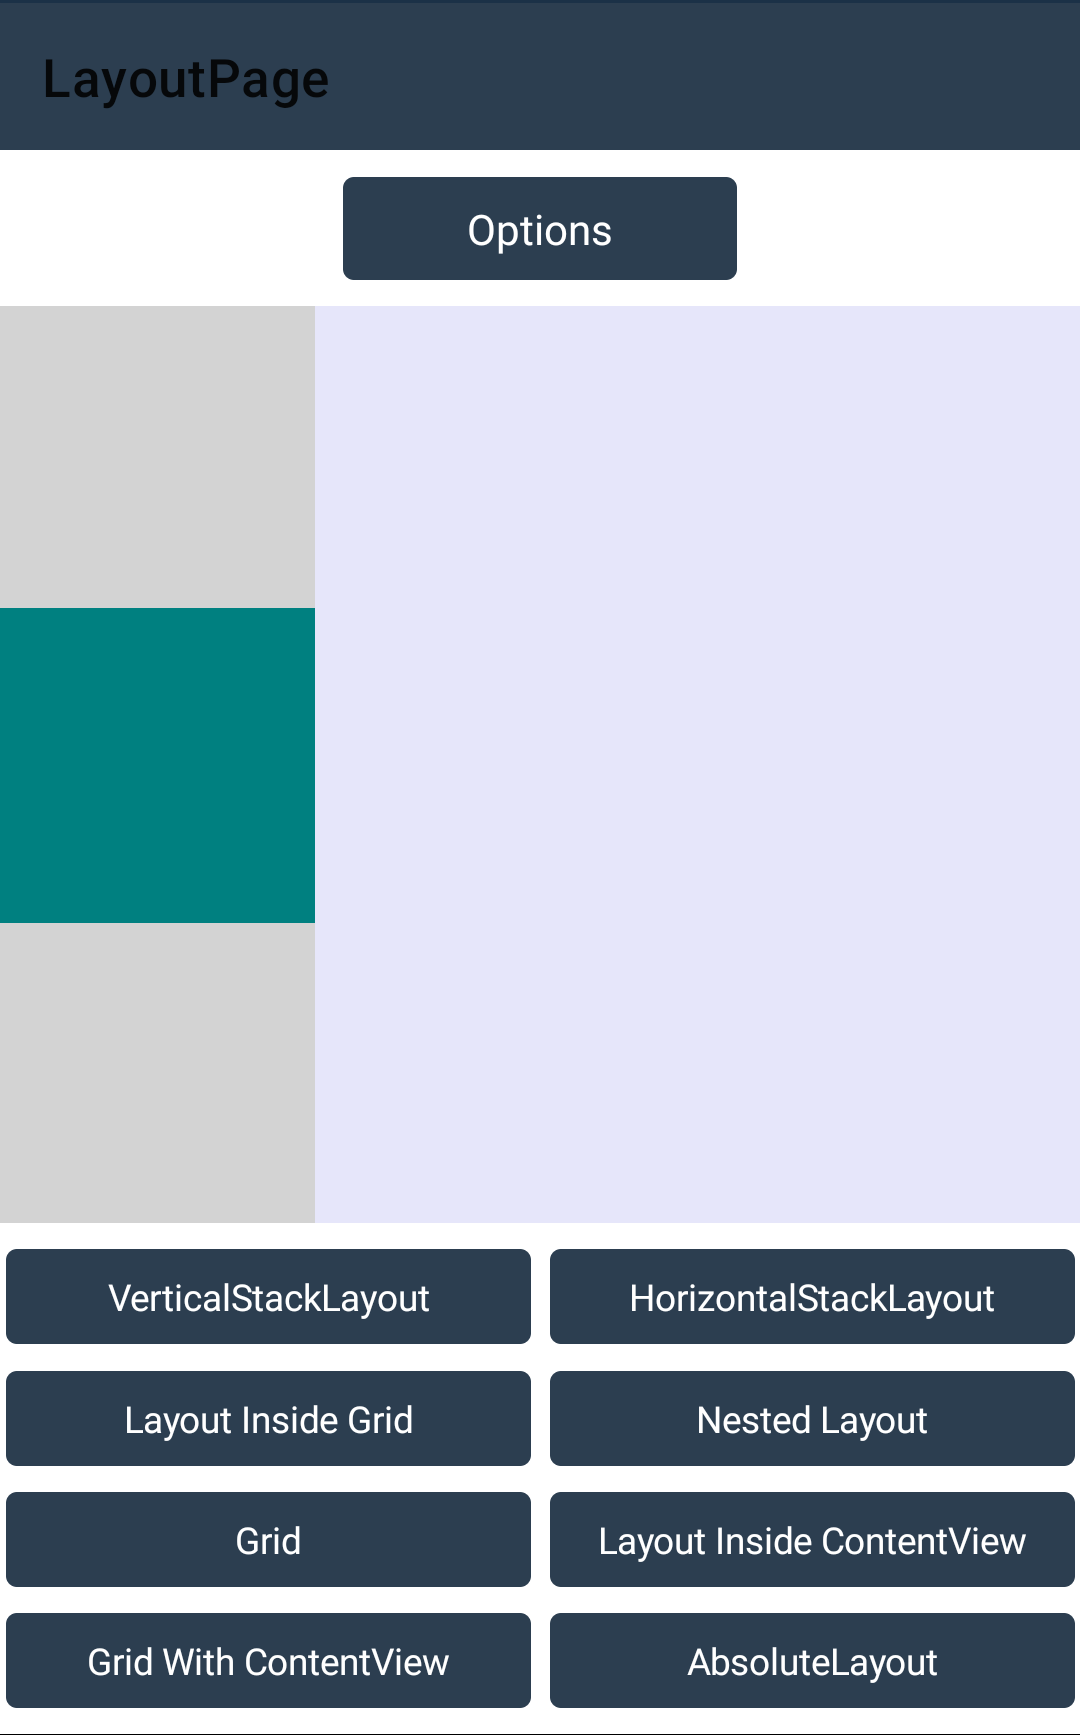 LayoutPage
Options
VerticalStackLayout
HorizontalStackLayout
Layout Inside Grid
Nested Layout
Grid
Layout Inside ContentView
Grid With ContentView
AbsoluteLayout